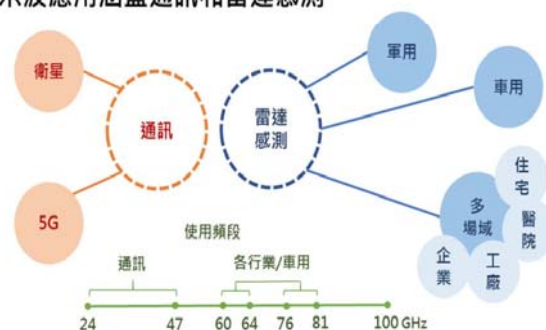 衛星
通訊
5G
雷達
感測
軍用
車用
多
場域
住
宅
醫
院
工
廠
企
業
使用頻段
通訊
各行業/車用
24
47
60
64
76
81
100 GHz